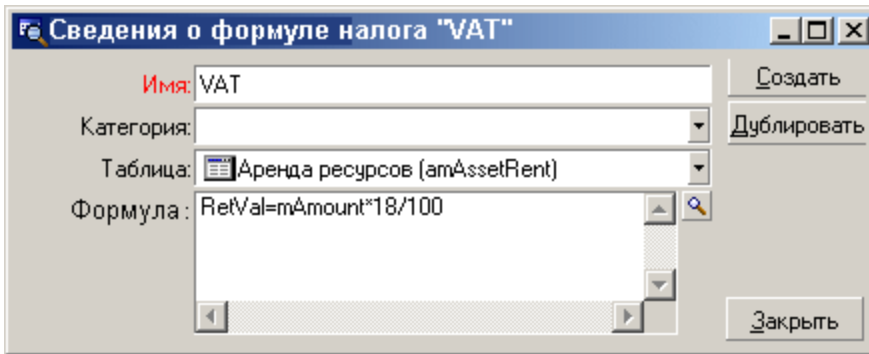 Сведения о формуле налога "VAT"
Имя: VAT
Создать
Категория:
Дублировать
Таблица: Аренда ресурсов (amAssetRent)
Формула: RetVal=mAmount*18/100
Закрыть